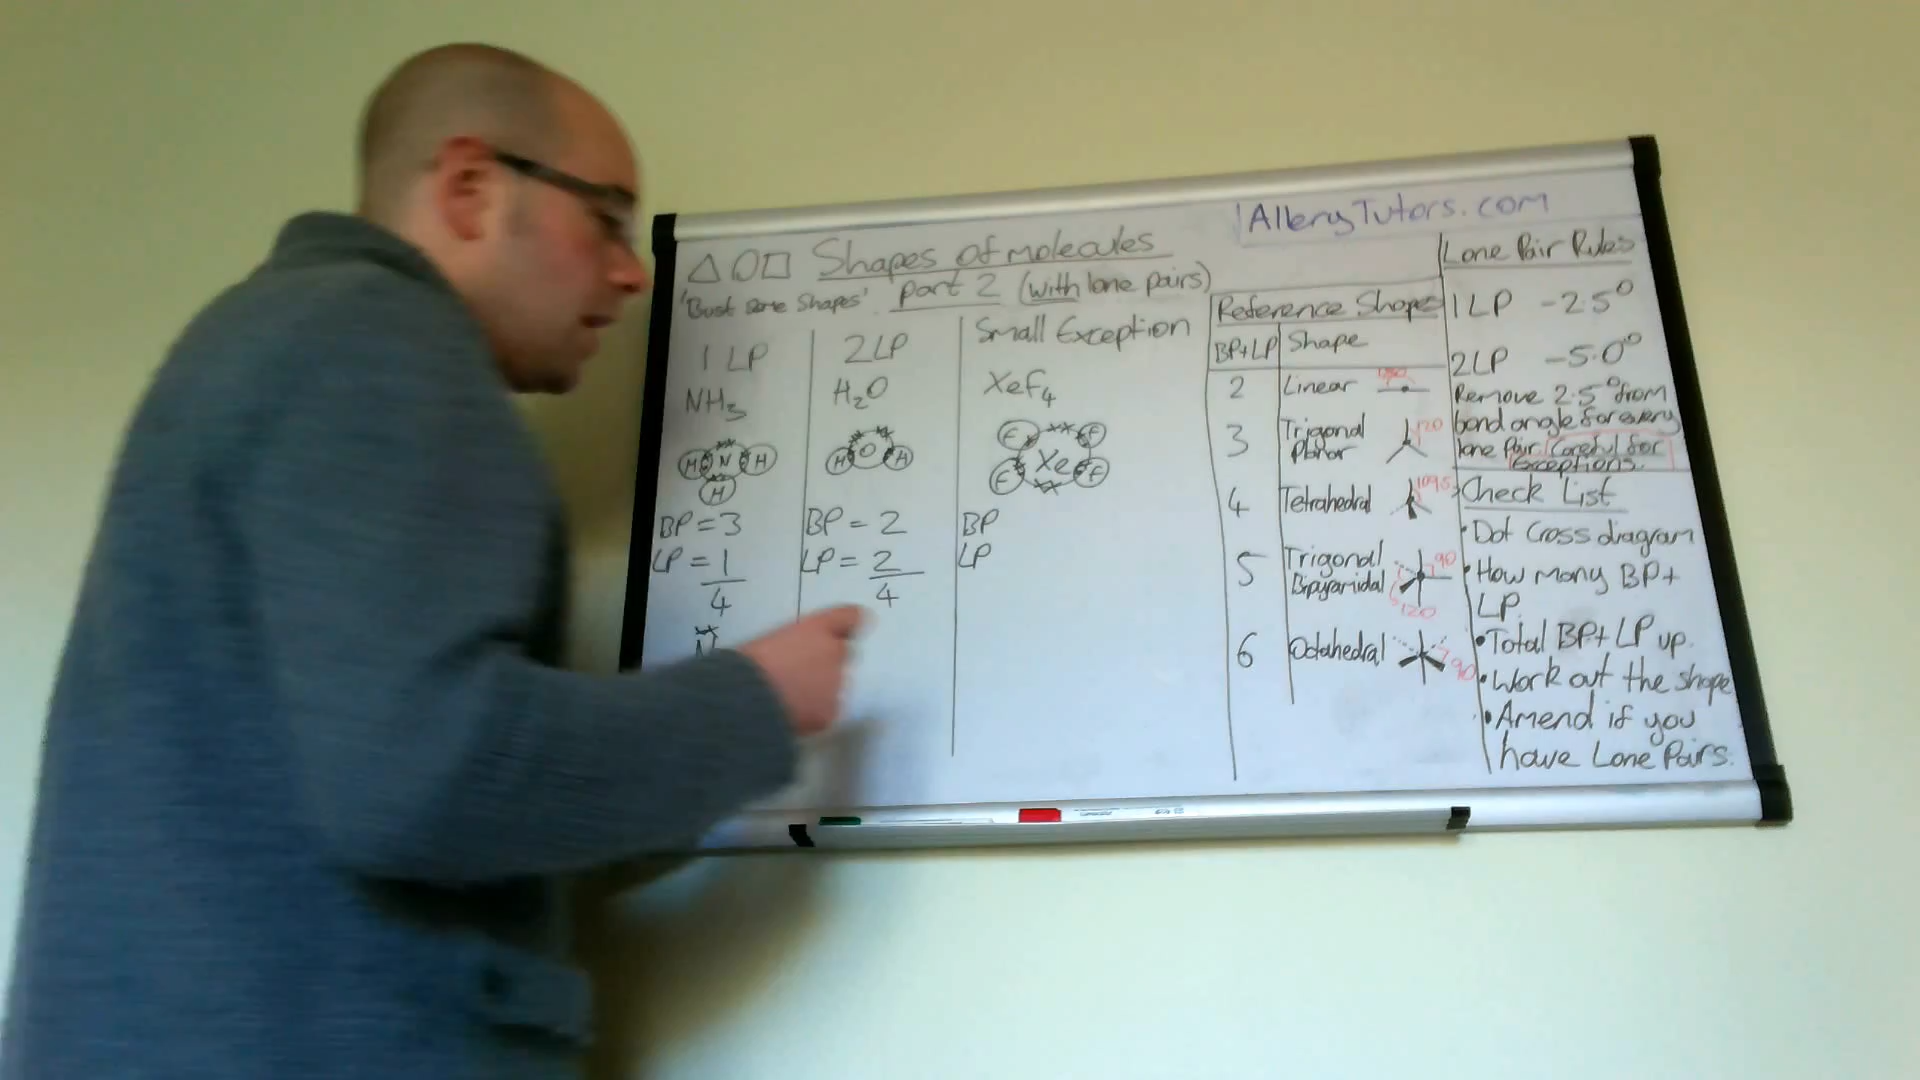 AlleryTutors.com
Shapes of molecules
'Bust some Shapes'. part 2 (with lone pairs)
1 LP
NH3
H N H
H
BP = 3
LP = 1
4
N
2LP
H2O
H O H
BP = 2
LP = 2
4
Small Exception
XeF4
F F
Xe
F F
BP
LP
Reference Shapes
BP+LP Shape
2 Linear 180
3 Trigonal Planar 120
4 Tetrahedral 109.5
5 Trigonal Bipyramidal 90 120
6 Octahedral 90
Lone Pair Rules
1LP -2.5°
2LP -5.0°
Remove 2.5° from
bond angle for every
lone pair. Careful for
exceptions.
Check List
• Dot Cross diagram
• How many BP+
LP.
• Total BP+LP up.
• Work out the shape
• Amend if you
have Lone Pairs.